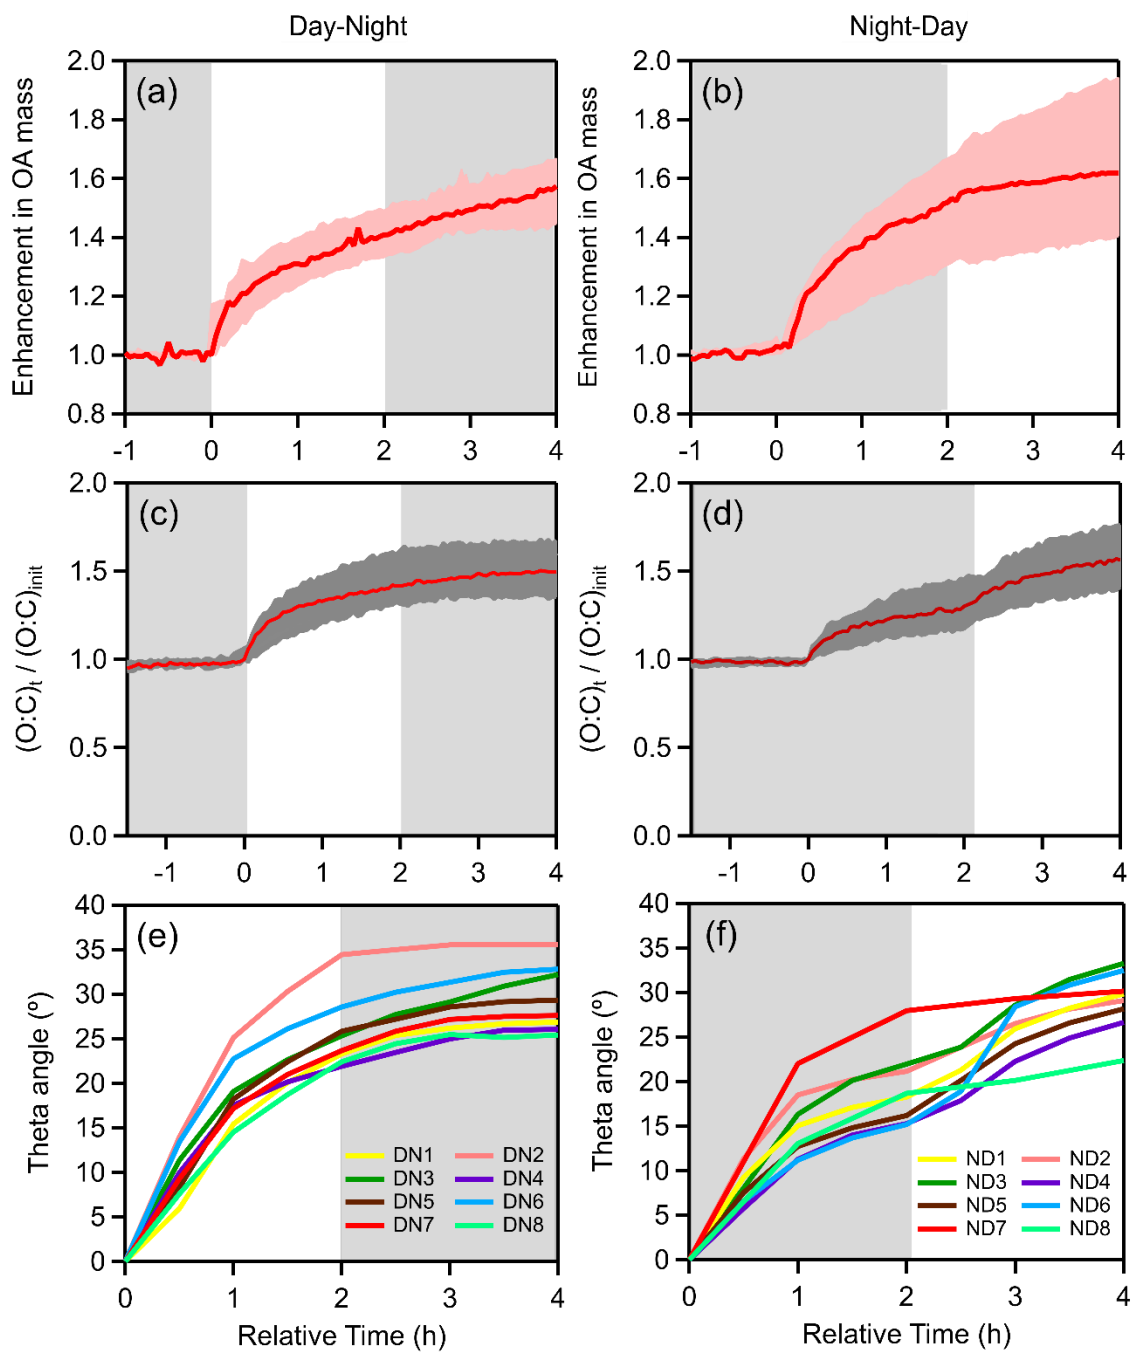 Day-Night
Night-Day
Enhancement in OA mass
2.0
1.8
1.6
1.4
1.2
1.0
0.8
(a)
-1 0 1 2 3 4
Enhancement in OA mass
2.0
1.8
1.6
1.4
1.2
1.0
0.8
(b)
-1 0 1 2 3 4
(O:C)t / (O:C)init
2.0
1.5
1.0
0.5
0.0
(c)
-1 0 1 2 3 4
(O:C)t / (O:C)init
2.0
1.5
1.0
0.5
0.0
(d)
-1 0 1 2 3 4
Theta angle (º)
40
35
30
25
20
15
10
5
0
(e)
DN1 DN2
DN3 DN4
DN5 DN6
DN7 DN8
0 1 2 3 4
Relative Time (h)
Theta angle (º)
40
35
30
25
20
15
10
5
0
(f)
ND1 ND2
ND3 ND4
ND5 ND6
ND7 ND8
0 1 2 3 4
Relative Time (h)